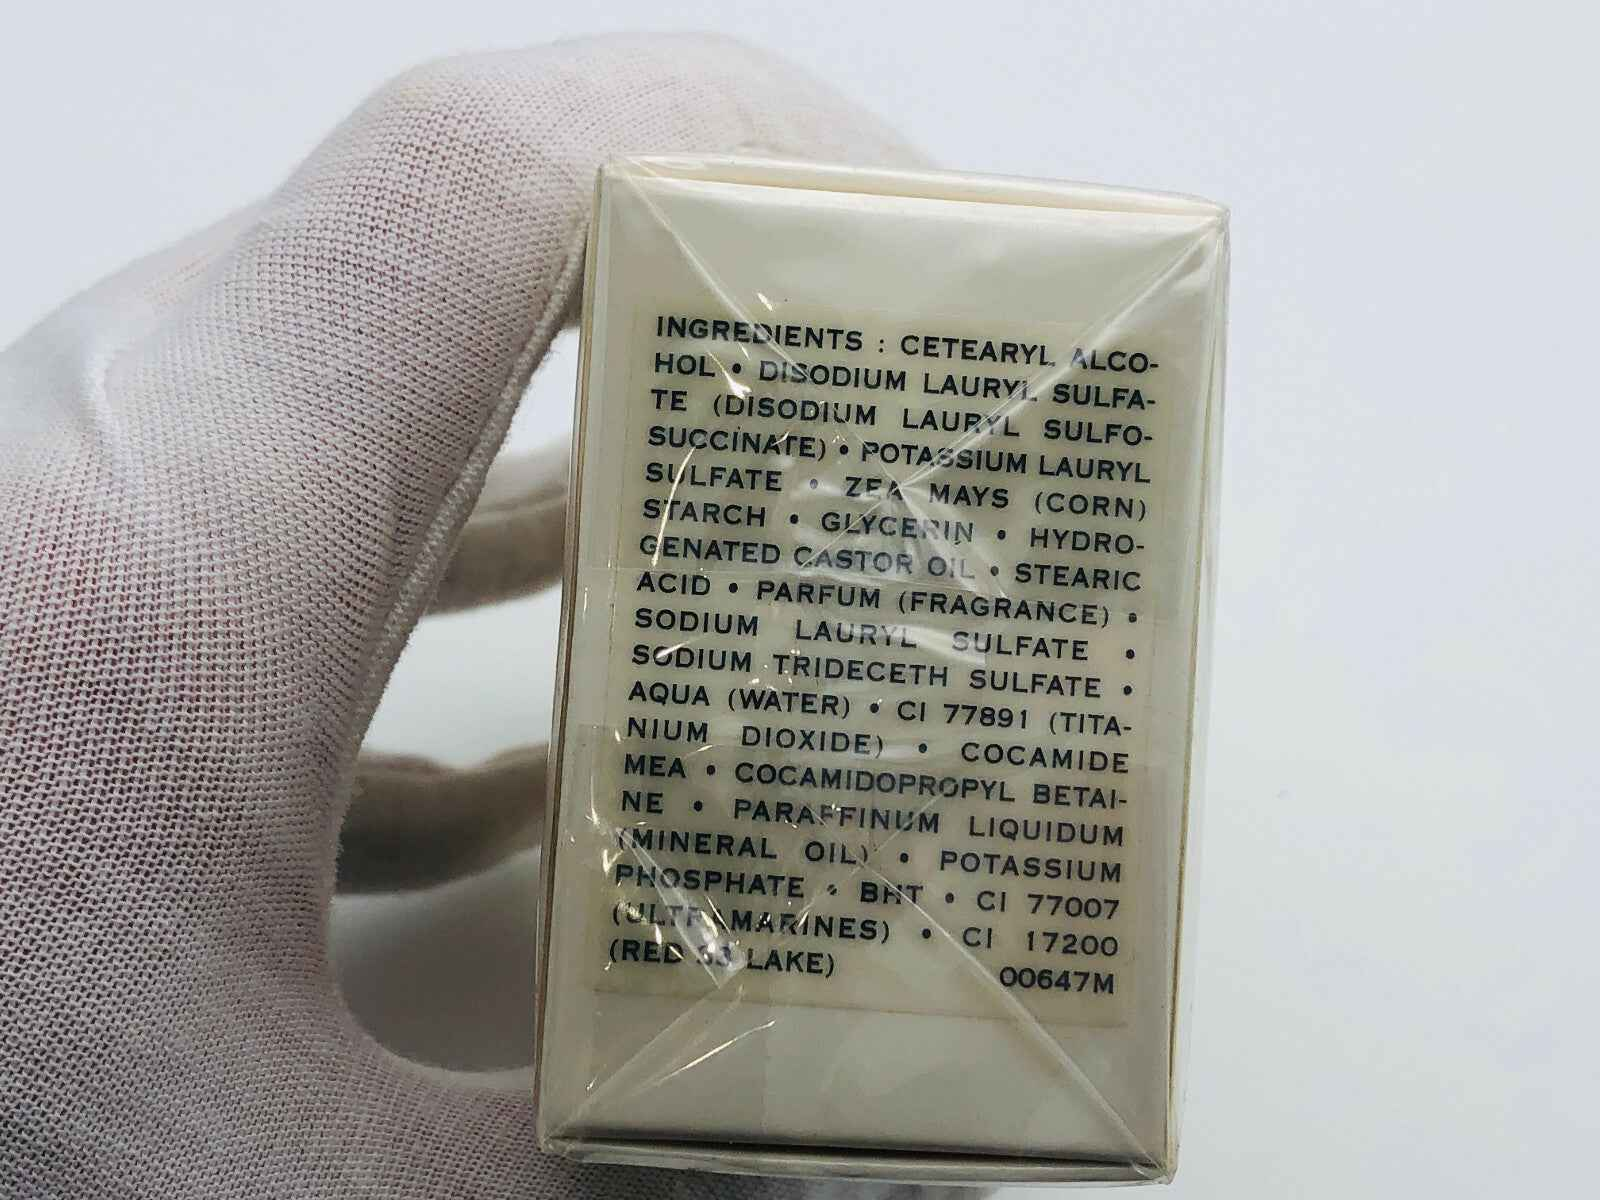 INGREDIENTS : CETEARYL ALCO-
HOL • DISODIUM LAURYL SULFA-
TE (DISODIUM LAURYL SULFO-
SUCCINATE) • POTASSIUM LAURYL
SULFATE • ZEA MAYS (CORN)
STARCH • GLYCERIN • HYDRO-
GENATED CASTOR OIL • STEARIC
ACID • PARFUM (FRAGRANCE) •
SODIUM LAURYL SULFATE •
SODIUM TRIDECETH SULFATE •
AQUA (WATER) • CI 77891 (TITA-
NIUM DIOXIDE) • COCAMIDE
MEA • COCAMIDOPROPYL BETAI-
NE • PARAFFINUM LIQUIDUM
(MINERAL OIL) • POTASSIUM
PHOSPHATE • BHT • CI 77007
(ULTRAMARINES) • CI 17200
(RED 33 LAKE) 00647M